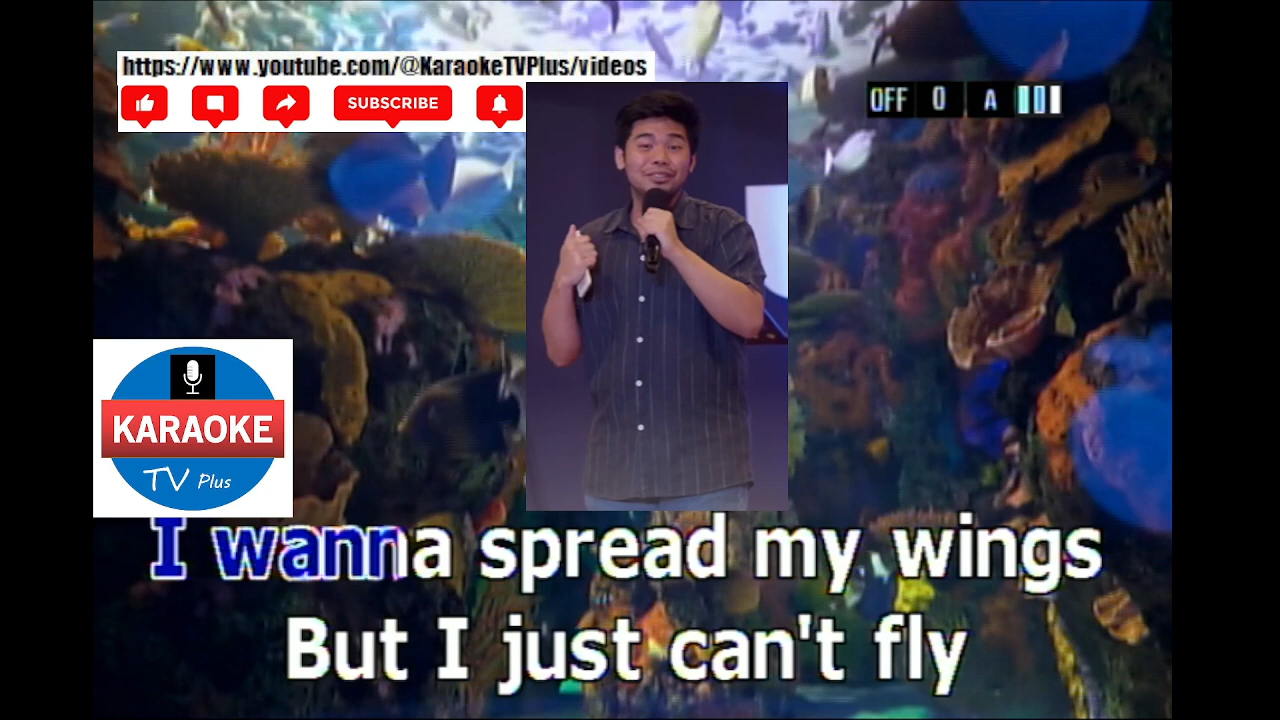 https://www.youtube.com/@KaraokeTVPlus/videos
SUBSCRIBE
OFF 0 A
KARAOKE
TV Plus
I wanna spread my wings
But I just can't fly